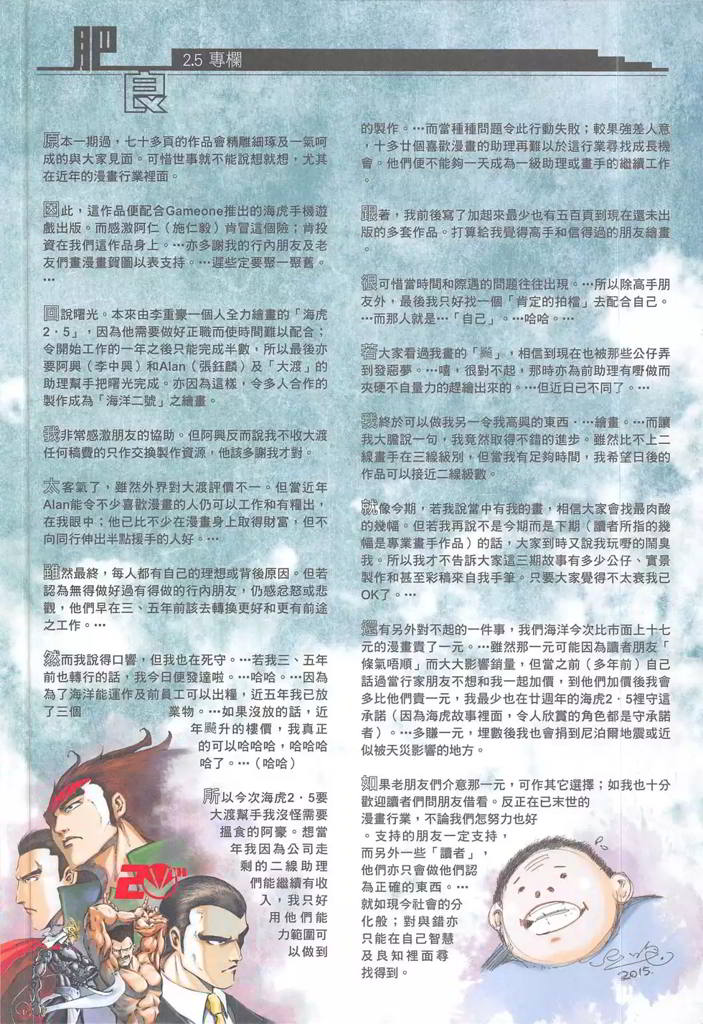 肥
良
2.5 專欄
原本一期過，七十多頁的作品會精雕細琢及一氣呵
成的與大家見面。可惜世事就不能說想就想，尤其
在近年的漫畫行業裡面。
因此，這作品便配合Gameone推出的海虎手機遊
戲出版。而感激阿仁（施仁毅）肯冒這個險；肯投
資在我們這作品身上。…亦多謝我的行內朋友及老
友們畫漫畫賀圖以表支持。…遲些定要聚一聚舊。
…
回說曙光。本來由李重豪一個人全力繪畫的「海虎
2．5」，因為他需要做好正職而使時間難以配合；
令開始工作的一年之後只能完成半數，所以最後亦
要阿興（李中興）和Alan（張鈺麟）及「大渡」的
助理幫手把曙光完成。亦因為這樣，令多人合作的
製作成為「海洋二號」之繪畫。
我非常感激朋友的協助。但阿興反而說我不收大渡
任何稿費的只作交換製作資源，他該多謝我才對。
太客氣了，雖然外界對大渡評價不一。但當近年
Alan能令不少喜歡漫畫的人仍可以工作和有糧出，
在我眼中；他已比不少在漫畫身上取得財富，但不
向同行伸出半點援手的人好。…
雖然最終，每人都有自己的理想或背後原因。但若
認為無得做好過有得做的行內朋友，仍感忿怒或悲
觀，他們早在三、五年前該去轉換更好和更有前途
之工作。…
然而我說得口響，但我也在死守。…若我三、五年
前也轉行的話，我今日便發達啦。…哈哈。…因為
為了海洋能運作及前員工可以出糧，近五年我已放
了三個　業物。…如果沒放的話，近
年飈升的樓價，我真正
的可以哈哈哈，哈哈哈
哈了。…（哈哈）
所以今次海虎2．5要
大渡幫手我沒怪需要
搵食的阿豪。想當
年我因為公司走
剩的二線助理
們能繼續有收
入，我只好
用他們能
力範圍可
以做到
的製作。…而當種種問題令此行動失敗；較果強差人意，
十多廿個喜歡漫畫的助理再難以於這行業尋找成長機
會。他們便不能夠一天成為一級助理或畫手的繼續工作
。
跟著，我前後寫了加起來最少也有五百頁到現在還未出
版的多套作品。打算給我覺得高手和信得過的朋友繪畫
。
很可惜當時間和際遇的問題往往出現。…所以除高手朋
友外，最後我只好找一個「肯定的拍檔」去配合自己。
…而那人就是…「自己」。…哈哈。…
若大家看過我畫的「飈」，相信到現在也被那些公仔弄
到發惡夢。…嘻，很對不起，那時亦為前助理有嘢做而
夾硬不自量力的趕繪出來的。…但近日已不同了。…
我終於可以做我另一令我高興的東西．…繪畫。…而讓
我大膽說一句，我竟然取得不錯的進步。雖然比不上二
線畫手在三線級別，但當我有足夠時間，我希望日後的
作品可以接近二線級數。
就像今期，若我說當中有我的畫，相信大家會找最肉酸
的幾幅。但若我再說不是今期而是下期（讀者所指的幾
幅是專業畫手作品）的話，大家到時又說我玩嘢的鬧臭
我。所以我才不告訴大家這三期故事有多少公仔、實景
製作和甚至彩稿來自我手筆。只要大家覺得不太衰我已
OK了。…
還有另外對不起的一件事，我們海洋今次比市面上十七
元的漫畫貴了一元。…雖然那一元可能因為讀者朋友「
條氣唔順」而大大影響銷量，但當之前（多年前）自己
話過當行家朋友不想和我一起加價，到他們加價後我會
多比他們貴一元，我最少也在廿週年的海虎2．5裡守這
承諾（因為海虎故事裡面，令人欣賞的角色都是守承諾
者）。…多賺一元，埋數後我也會捐到尼泊爾地震或近
似被天災影響的地方。
如果老朋友們介意那一元，可作其它選擇；如我也十分
歡迎讀者們問朋友借看。反正在已末世的
漫畫行業，不論我們怎努力也好
。支持的朋友一定支持，
而另外一些「讀者」，
他們亦只會做他們認
為正確的東西。…
就如現今社會的分
化般；對與錯亦
只能在自己智慧
及良知裡面尋
找得到。
2015.